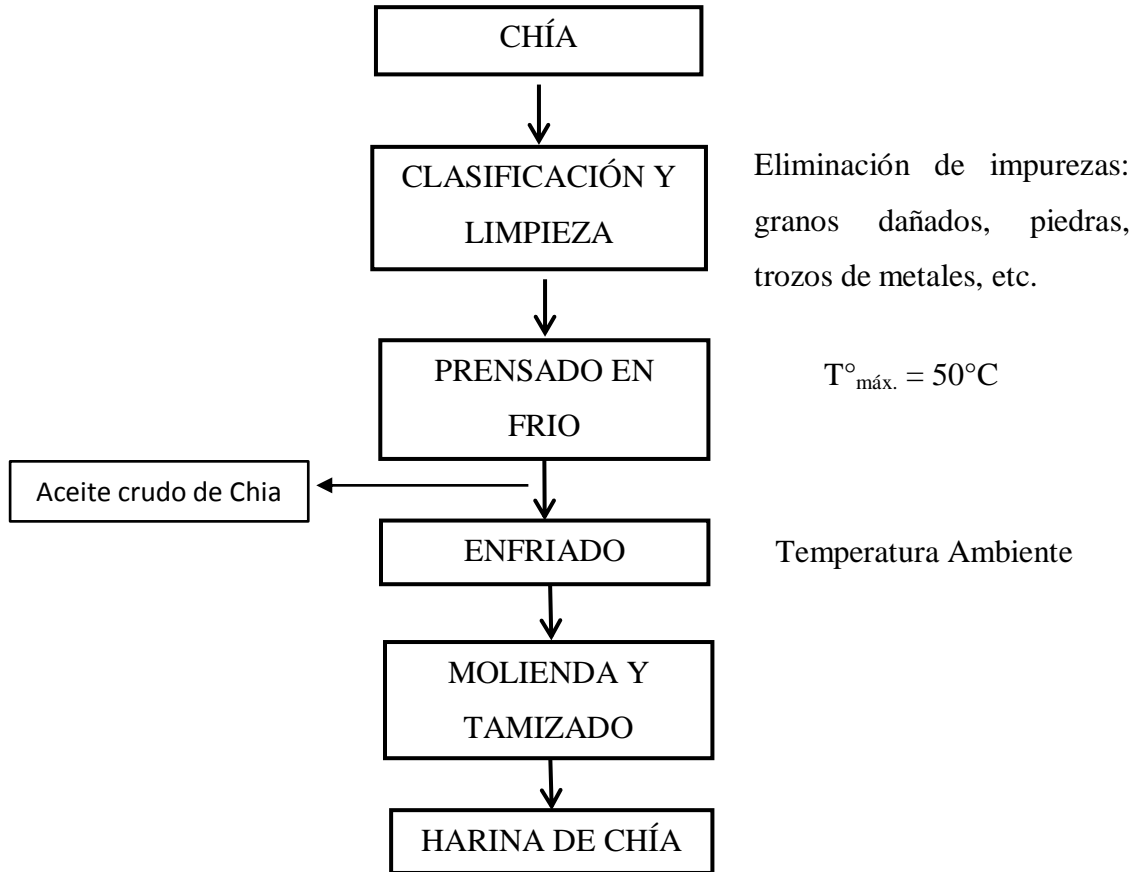 CHÍA
CLASIFICACIÓN Y
LIMPIEZA
Eliminación de impurezas:
granos dañados, piedras,
trozos de metales, etc.
PRENSADO EN
FRIO
T°máx. = 50°C
Aceite crudo de Chia
ENFRIADO
Temperatura Ambiente
MOLIENDA Y
TAMIZADO
HARINA DE CHÍA